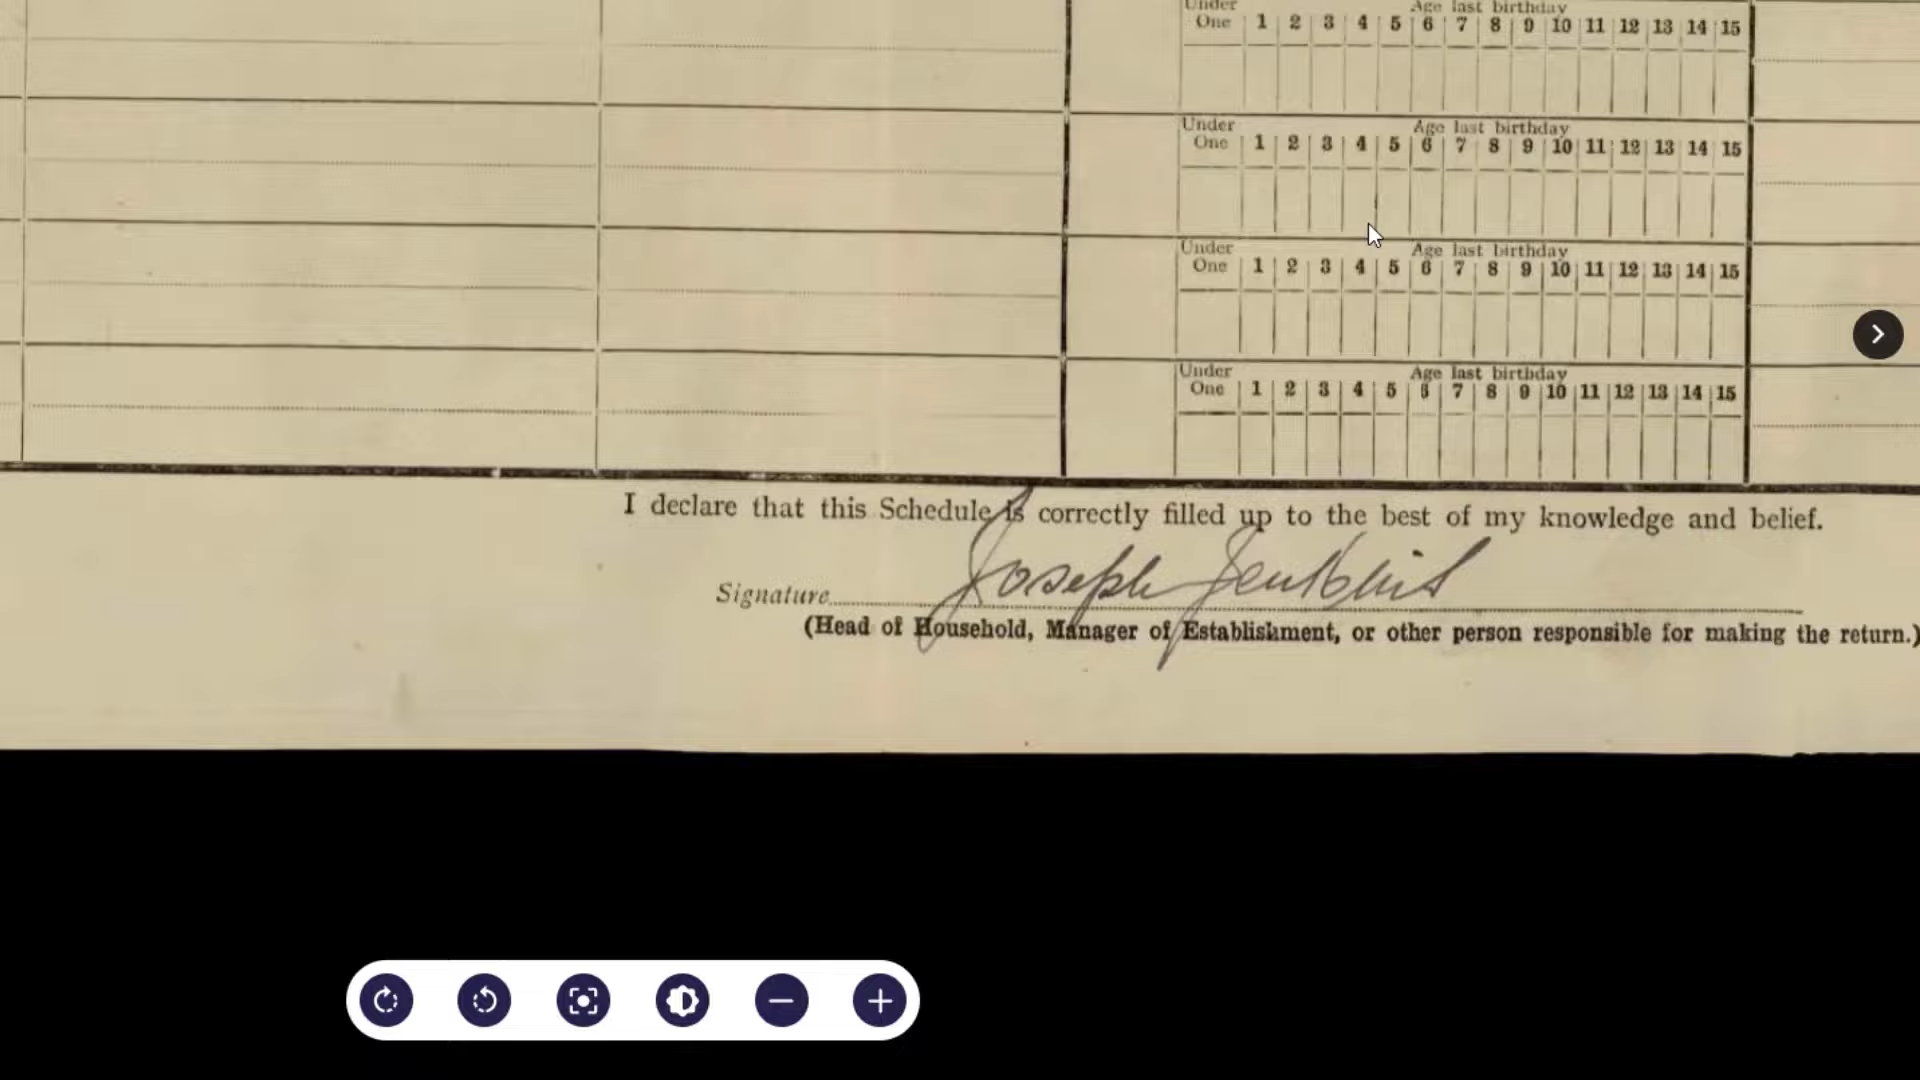 Under Age last birthday
One 1 2 3 4 5 6 7 8 9 10 11 12 13 14 15
Under Age last birthday
One 1 2 3 4 5 6 7 8 9 10 11 12 13 14 15
Under Age last birthday
One 1 2 3 4 5 6 7 8 9 10 11 12 13 14 15
Under Age last birthday
One 1 2 3 4 5 6 7 8 9 10 11 12 13 14 15
I declare that this Schedule is correctly filled up to the best of my knowledge and belief.
Signature Joseph Jenkins
(Head of Household, Manager of Establishment, or other person responsible for making the return.)